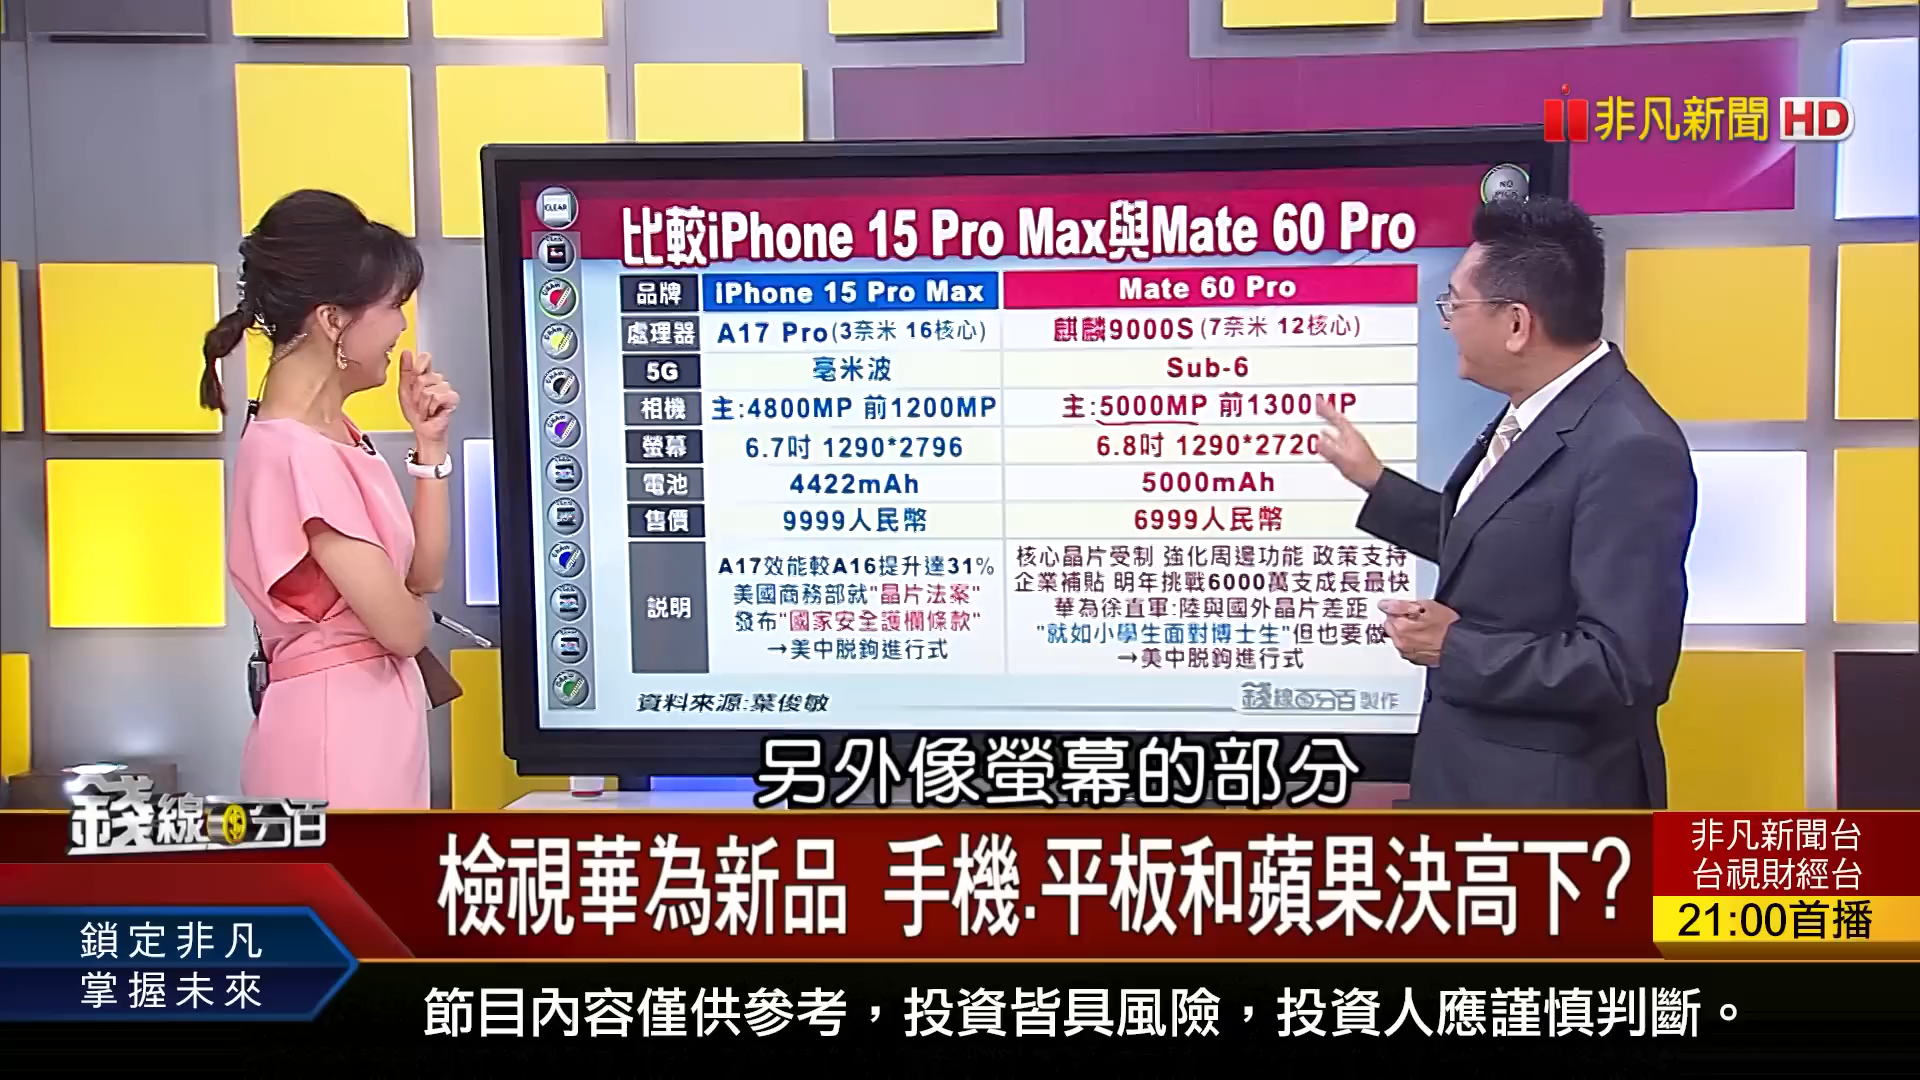 非凡新聞 HD
CLEAR
NO
比較iPhone 15 Pro Max與Mate 60 Pro
品牌 iPhone 15 Pro Max Mate 60 Pro
處理器 A17 Pro(3奈米 16核心) 麒麟9000S(7奈米 12核心)
5G 毫米波 Sub-6
相機 主:4800MP 前1200MP 主:5000MP 前1300MP
螢幕 6.7吋 1290*2796 6.8吋 1290*2720
電池 4422mAh 5000mAh
售價 9999人民幣 6999人民幣
說明
A17效能較A16提升達31%
美國商務部就"晶片法案"
發布"國家安全護欄條款"
→美中脫鉤進行式
核心晶片受制 強化周邊功能 政策支持
企業補貼 明年挑戰6000萬支成長最快
華為徐直軍:陸與國外晶片差距
"就如小學生面對博士生"但也要做
→美中脫鉤進行式
資料來源:葉俊敏
錢線百分百 製作
另外像螢幕的部分
錢線百分百
檢視華為新品 手機.平板和蘋果決高下?
非凡新聞台
台視財經台
21:00首播
鎖定非凡
掌握未來
節目內容僅供參考，投資皆具風險，投資人應謹慎判斷。